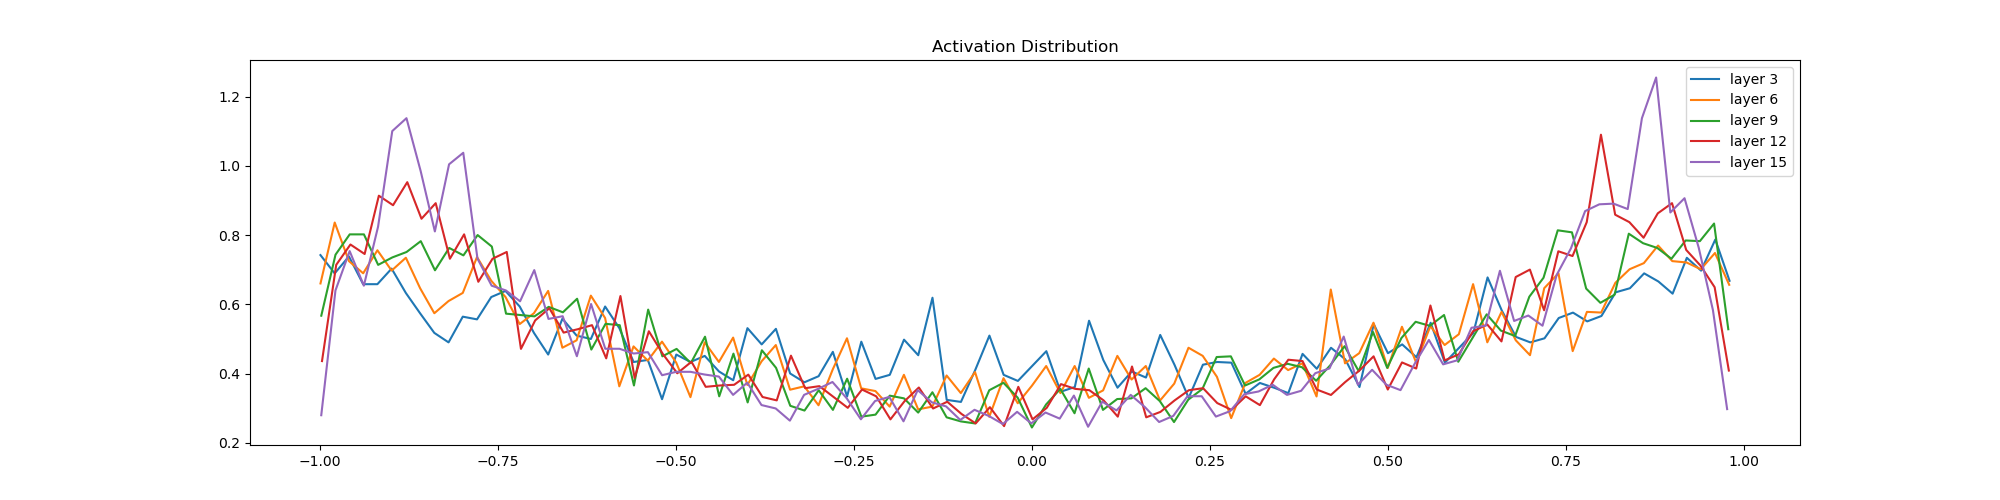 Activation Distribution
layer 3
layer 6
layer 9
layer 12
layer 15
1.2
1.0
0.8
0.6
0.4
0.2
−1.00 −0.75 −0.50 −0.25 0.00 0.25 0.50 0.75 1.00